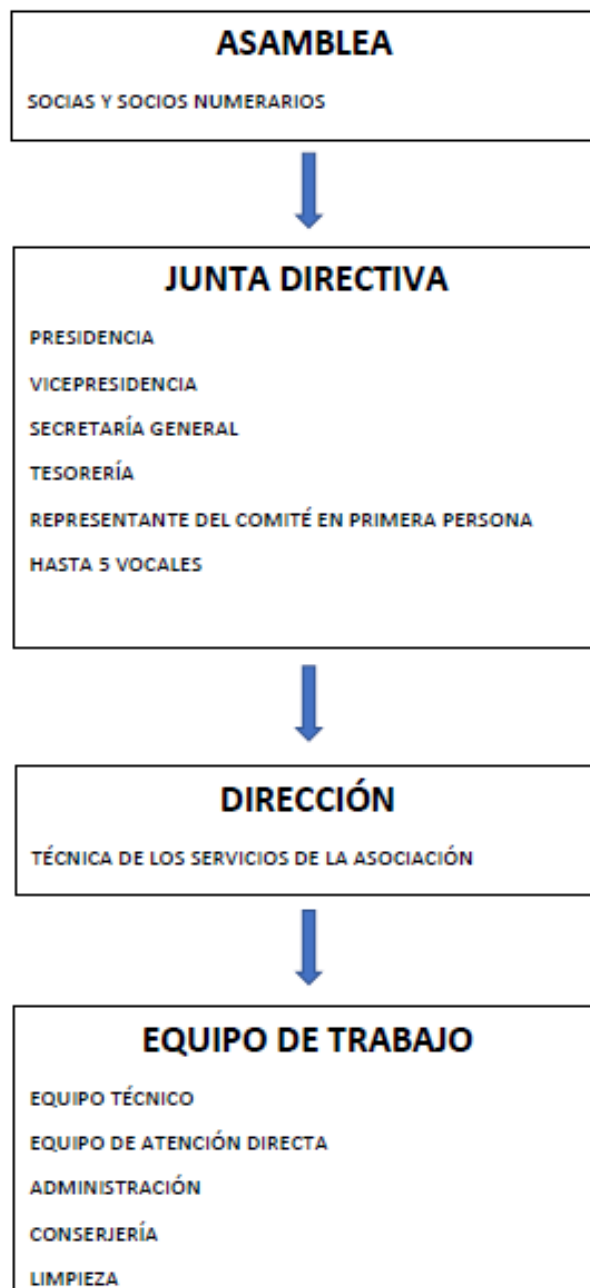 ASAMBLEA
SOCIAS Y SOCIOS NUMERARIOS
JUNTA DIRECTIVA
PRESIDENCIA
VICEPRESIDENCIA
SECRETARÍA GENERAL
TESORERÍA
REPRESENTANTE DEL COMITÉ EN PRIMERA PERSONA
HASTA 5 VOCALES
DIRECCIÓN
TÉCNICA DE LOS SERVICIOS DE LA ASOCIACIÓN
EQUIPO DE TRABAJO
EQUIPO TÉCNICO
EQUIPO DE ATENCIÓN DIRECTA
ADMINISTRACIÓN
CONSERJERÍA
LIMPIEZA